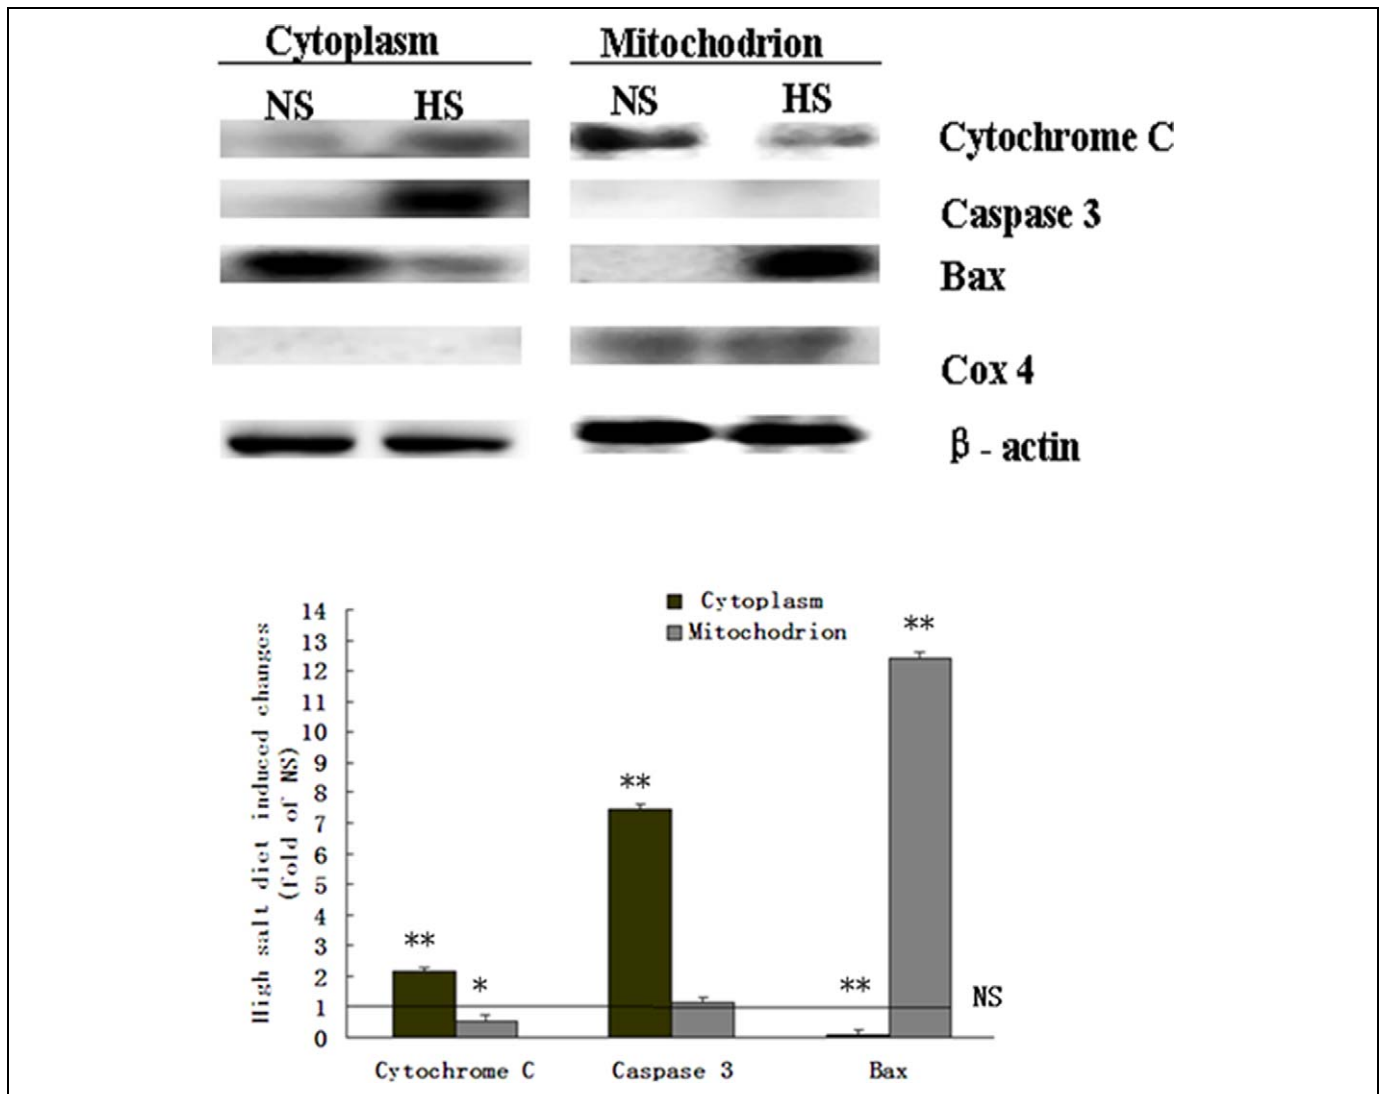 Cytoplasm Mitochodrion
NS HS NS HS
Cytochrome C
Caspase 3
Bax
Cox 4
β - actin
Cytoplasm
Mitochodrion
High salt diet induced changes
(fold of NS)
14
13
12
11
10
9
8
7
6
5
4
3
2
1
0
**
*
**
**
**
NS
Cytochrome C Caspase 3 Bax